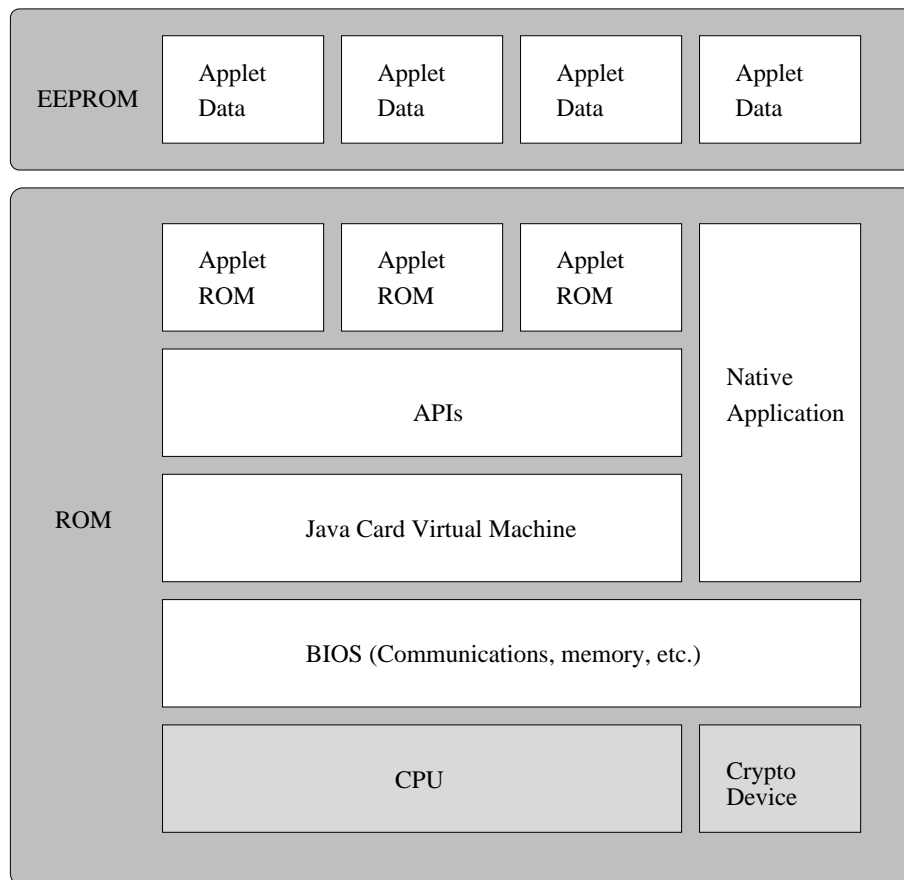 EEPROM
Applet
Data
Applet
Data
Applet
Data
Applet
Data
ROM
Applet
ROM
Applet
ROM
Applet
ROM
Native
Application
APIs
Java Card Virtual Machine
BIOS (Communications, memory, etc.)
CPU
Crypto
Device